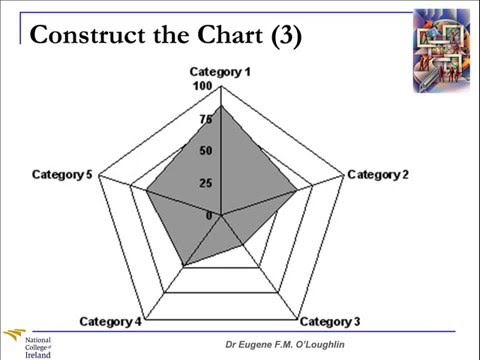 Construct the Chart (3)
Category 1
100
75
50
25
0
Category 5
Category 2
Category 4
Category 3
National
College of
Ireland
Dr Eugene F.M. O'Loughlin